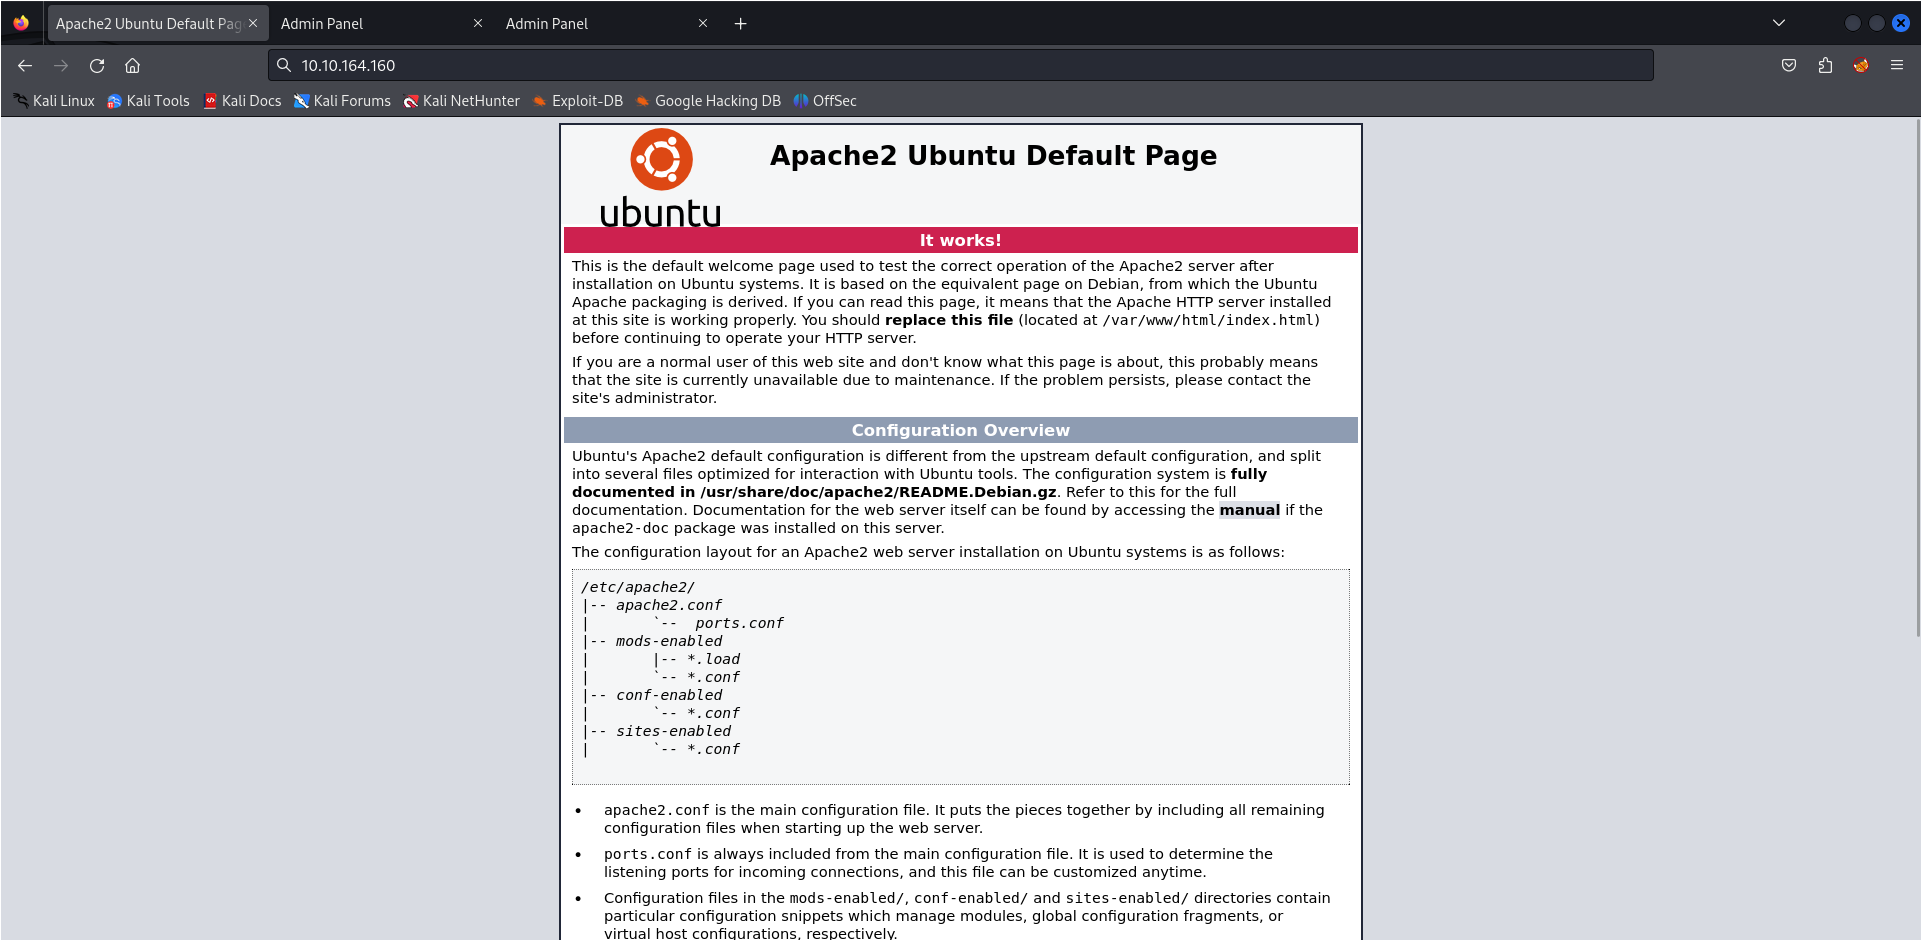 Apache2 Ubuntu Default Pag
Admin Panel
Admin Panel
10.10.164.160
Kali Linux
Kali Tools
Kali Docs
Kali Forums
Kali NetHunter
Exploit-DB
Google Hacking DB
OffSec
ubuntu
Apache2 Ubuntu Default Page
It works!
This is the default welcome page used to test the correct operation of the Apache2 server after
installation on Ubuntu systems. It is based on the equivalent page on Debian, from which the Ubuntu
Apache packaging is derived. If you can read this page, it means that the Apache HTTP server installed
at this site is working properly. You should replace this file (located at /var/www/html/index.html)
before continuing to operate your HTTP server.
If you are a normal user of this web site and don't know what this page is about, this probably means
that the site is currently unavailable due to maintenance. If the problem persists, please contact the
site's administrator.
Configuration Overview
Ubuntu's Apache2 default configuration is different from the upstream default configuration, and split
into several files optimized for interaction with Ubuntu tools. The configuration system is fully
documented in /usr/share/doc/apache2/README.Debian.gz. Refer to this for the full
documentation. Documentation for the web server itself can be found by accessing the manual if the
apache2-doc package was installed on this server.
The configuration layout for an Apache2 web server installation on Ubuntu systems is as follows:
/etc/apache2/
|-- apache2.conf
|       `--  ports.conf
|-- mods-enabled
|       |-- *.load
|       `-- *.conf
|-- conf-enabled
|       `-- *.conf
|-- sites-enabled
|       `-- *.conf
• apache2.conf is the main configuration file. It puts the pieces together by including all remaining
configuration files when starting up the web server.
• ports.conf is always included from the main configuration file. It is used to determine the
listening ports for incoming connections, and this file can be customized anytime.
• Configuration files in the mods-enabled/, conf-enabled/ and sites-enabled/ directories contain
particular configuration snippets which manage modules, global configuration fragments, or
virtual host configurations, respectively.